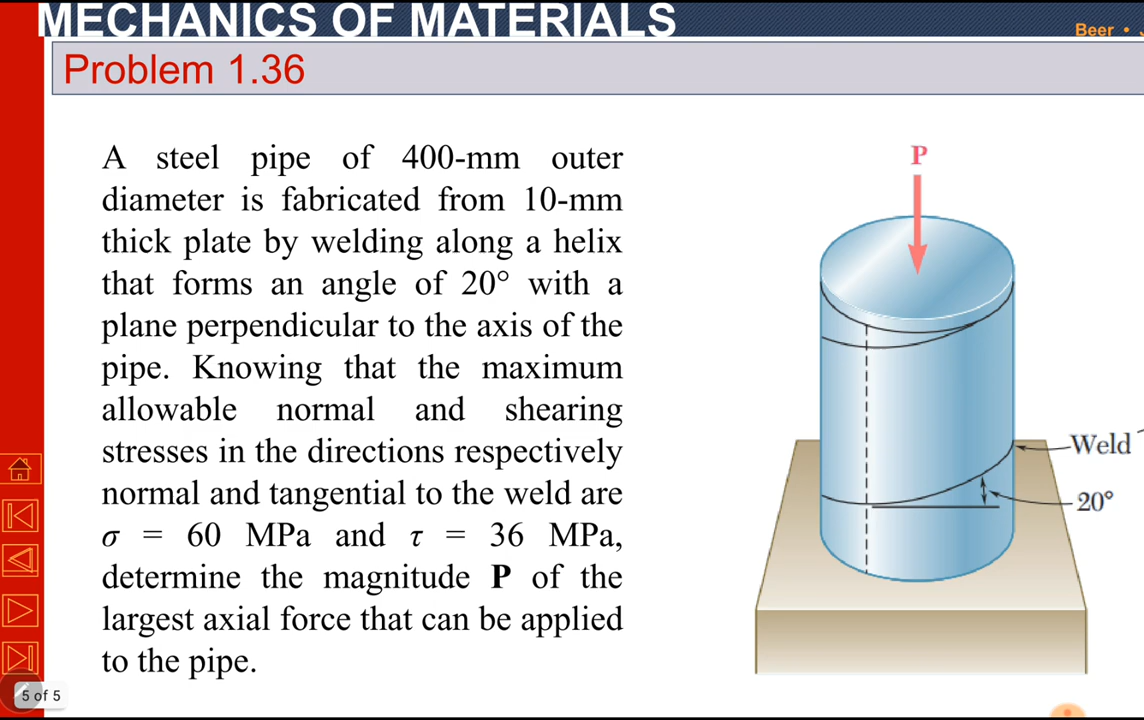 MECHANICS OF MATERIALS
Beer •
Problem 1.36
A steel pipe of 400-mm outer
diameter is fabricated from 10-mm
thick plate by welding along a helix
that forms an angle of 20° with a
plane perpendicular to the axis of the
pipe. Knowing that the maximum
allowable normal and shearing
stresses in the directions respectively
normal and tangential to the weld are
σ = 60 MPa and τ = 36 MPa,
determine the magnitude P of the
largest axial force that can be applied
to the pipe.
P
Weld
20°
5 of 5